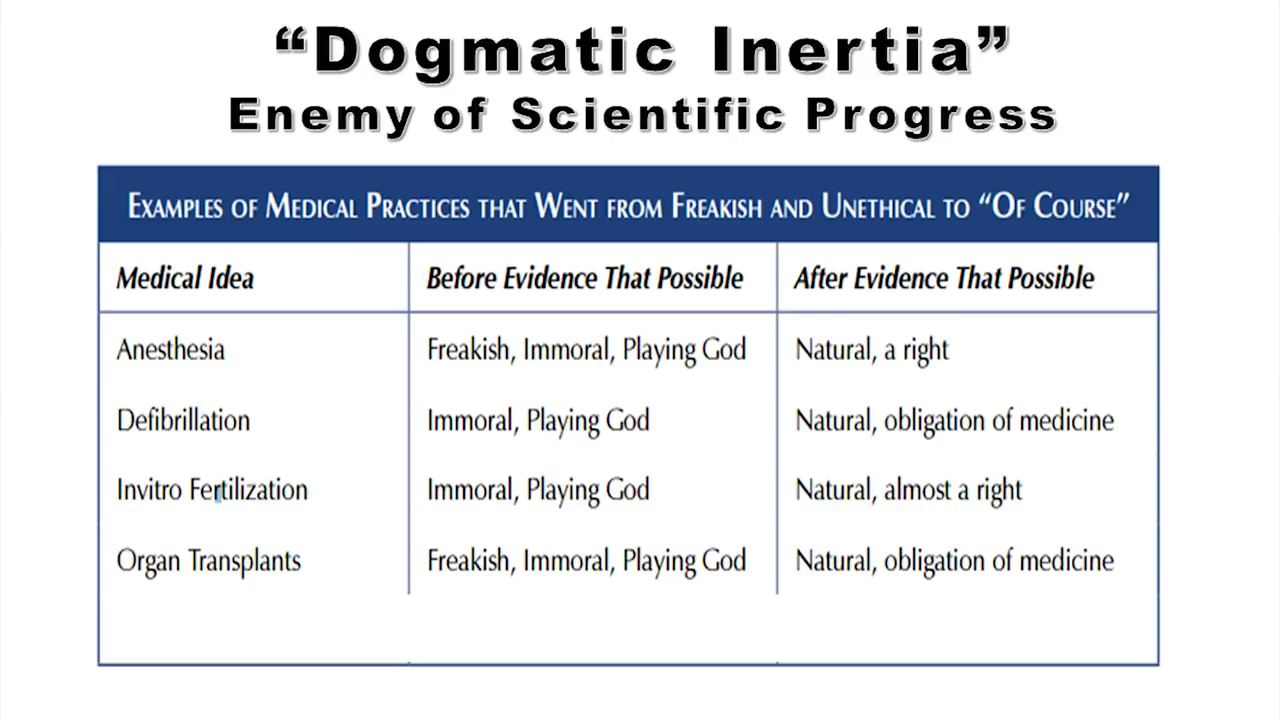 “Dogmatic Inertia”
Enemy of Scientific Progress
EXAMPLES OF MEDICAL PRACTICES THAT WENT FROM FREAKISH AND UNETHICAL TO “OF COURSE”
Medical Idea Before Evidence That Possible After Evidence That Possible
Anesthesia Freakish, Immoral, Playing God Natural, a right
Defibrillation Immoral, Playing God Natural, obligation of medicine
Invitro Fertilization Immoral, Playing God Natural, almost a right
Organ Transplants Freakish, Immoral, Playing God Natural, obligation of medicine